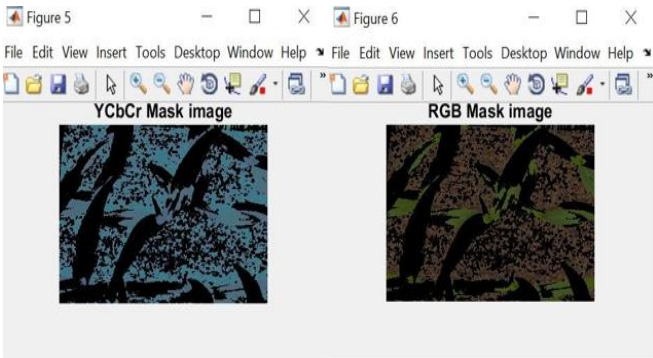 Figure 5
File Edit View Insert Tools Desktop Window Help
YCbCr Mask image
Figure 6
File Edit View Insert Tools Desktop Window Help
RGB Mask image